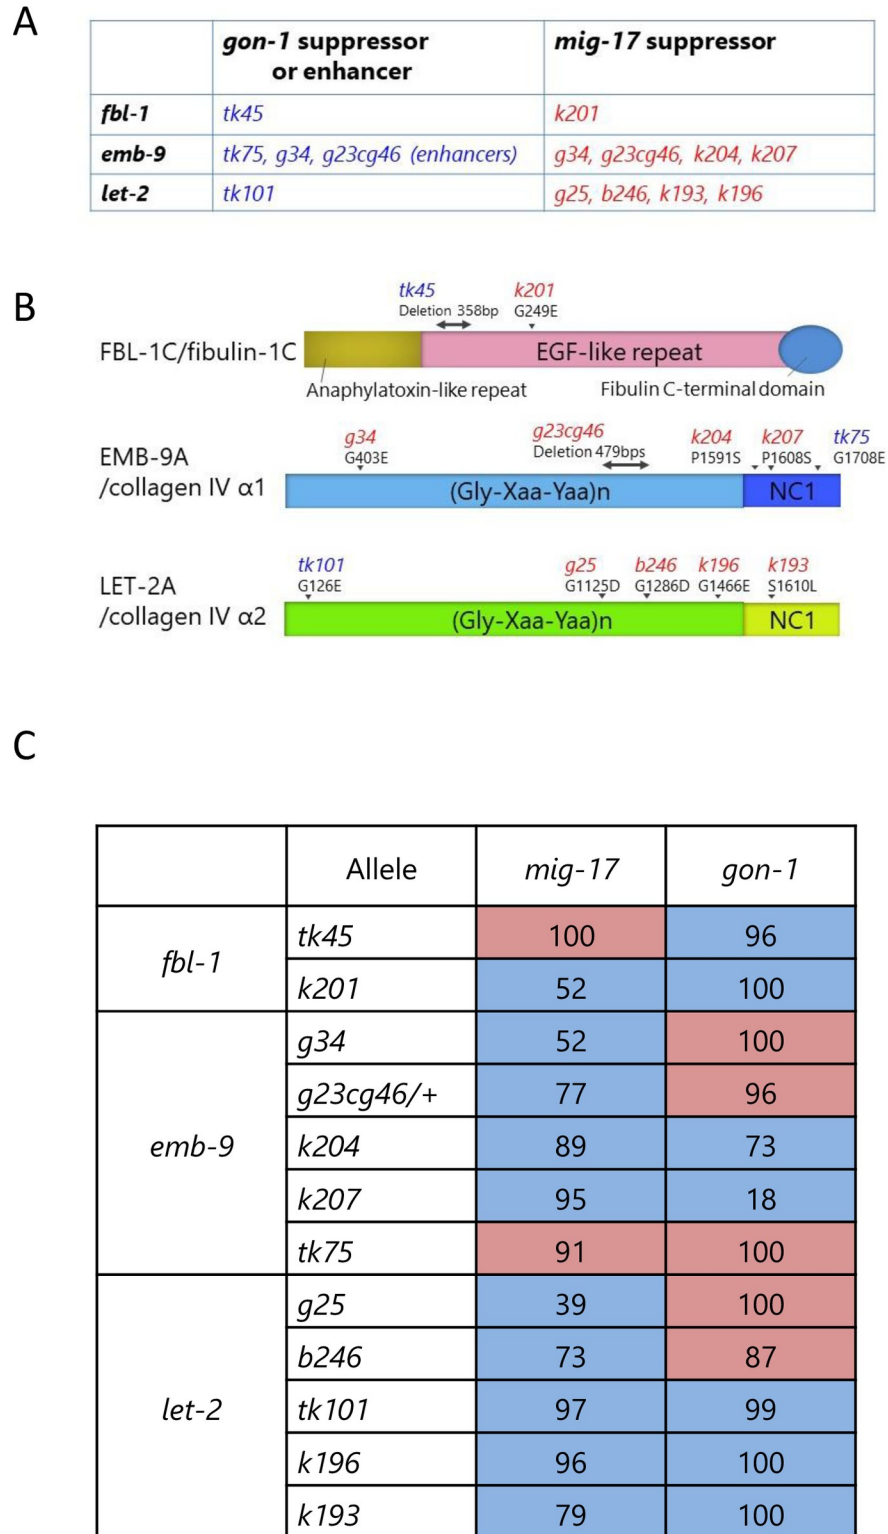 A
gon-1 suppressor or enhancer mig-17 suppressor
fbl-1 tk45 k201
emb-9 tk75, g34, g23cg46 (enhancers) g34, g23cg46, k204, k207
let-2 tk101 g25, b246, k193, k196
B
tk45 k201
Deletion 358bp G249E
FBL-1C/fibulin-1C EGF-like repeat
Anaphylatoxin-like repeat Fibulin C-terminal domain
g34 g23cg46 k204 k207 tk75
G403E Deletion 479bps P1591S P1608S G1708E
EMB-9A
/collagen IV α1 (Gly-Xaa-Yaa)n NC1
tk101 g25 b246 k196 k193
G126E G1125D G1286D G1466E S1610L
LET-2A
/collagen IV α2 (Gly-Xaa-Yaa)n NC1
C
Allele mig-17 gon-1
fbl-1 tk45 100 96
k201 52 100
emb-9 g34 52 100
g23cg46/+ 77 96
k204 89 73
k207 95 18
tk75 91 100
let-2 g25 39 100
b246 73 87
tk101 97 99
k196 96 100
k193 79 100